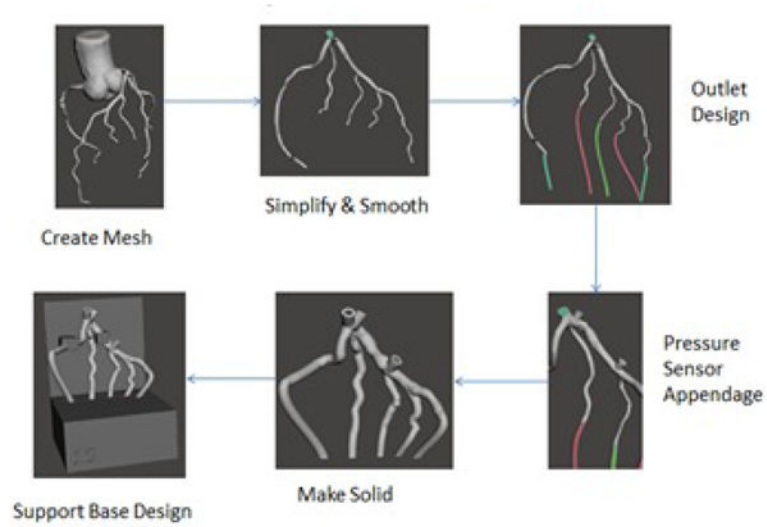 Create Mesh
Simplify & Smooth
Outlet
Design
Pressure
Sensor
Appendage
Make Solid
Support Base Design